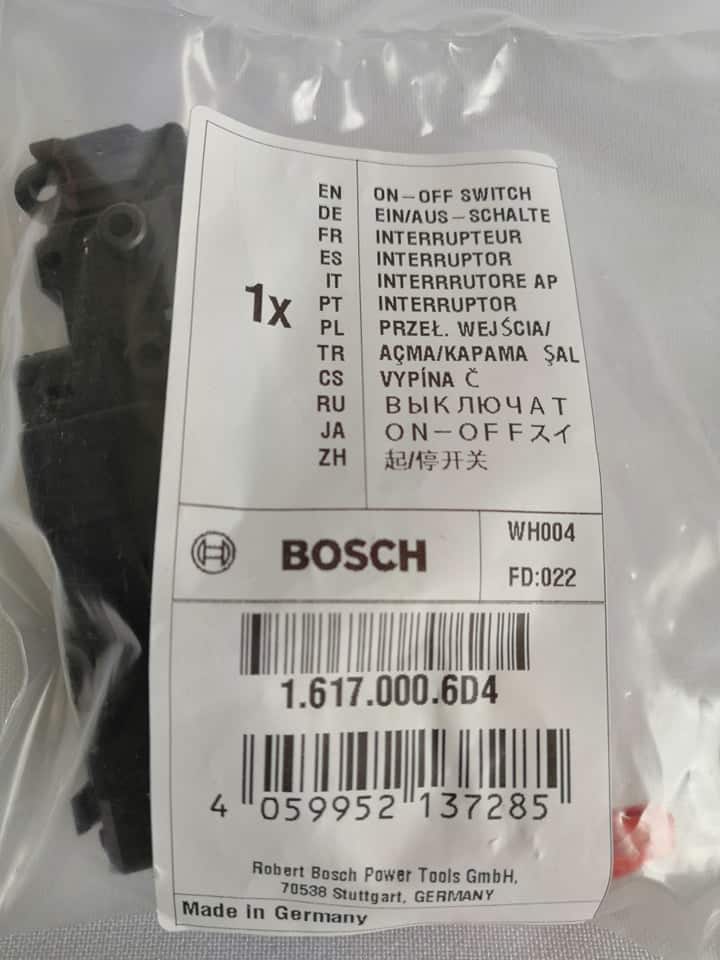 1x
EN ON-OFF SWITCH
DE EIN/AUS-SCHALTE
FR INTERRUPTEUR
ES INTERRUPTOR
IT INTERRRUTORE AP
PT INTERRUPTOR
PL PRZEŁ. WEJŚCIA/
TR AÇMA/KAPAMA ŞAL
CS VYPÍNA Č
RU ВЫКЛЮЧАТ
JA ON-OFFスイ
ZH 起/停开关
BOSCH
WH004
FD:022
1.617.000.6D4
4 059952 137285
Robert Bosch Power Tools GmbH,
70538 Stuttgart, GERMANY
Made in Germany